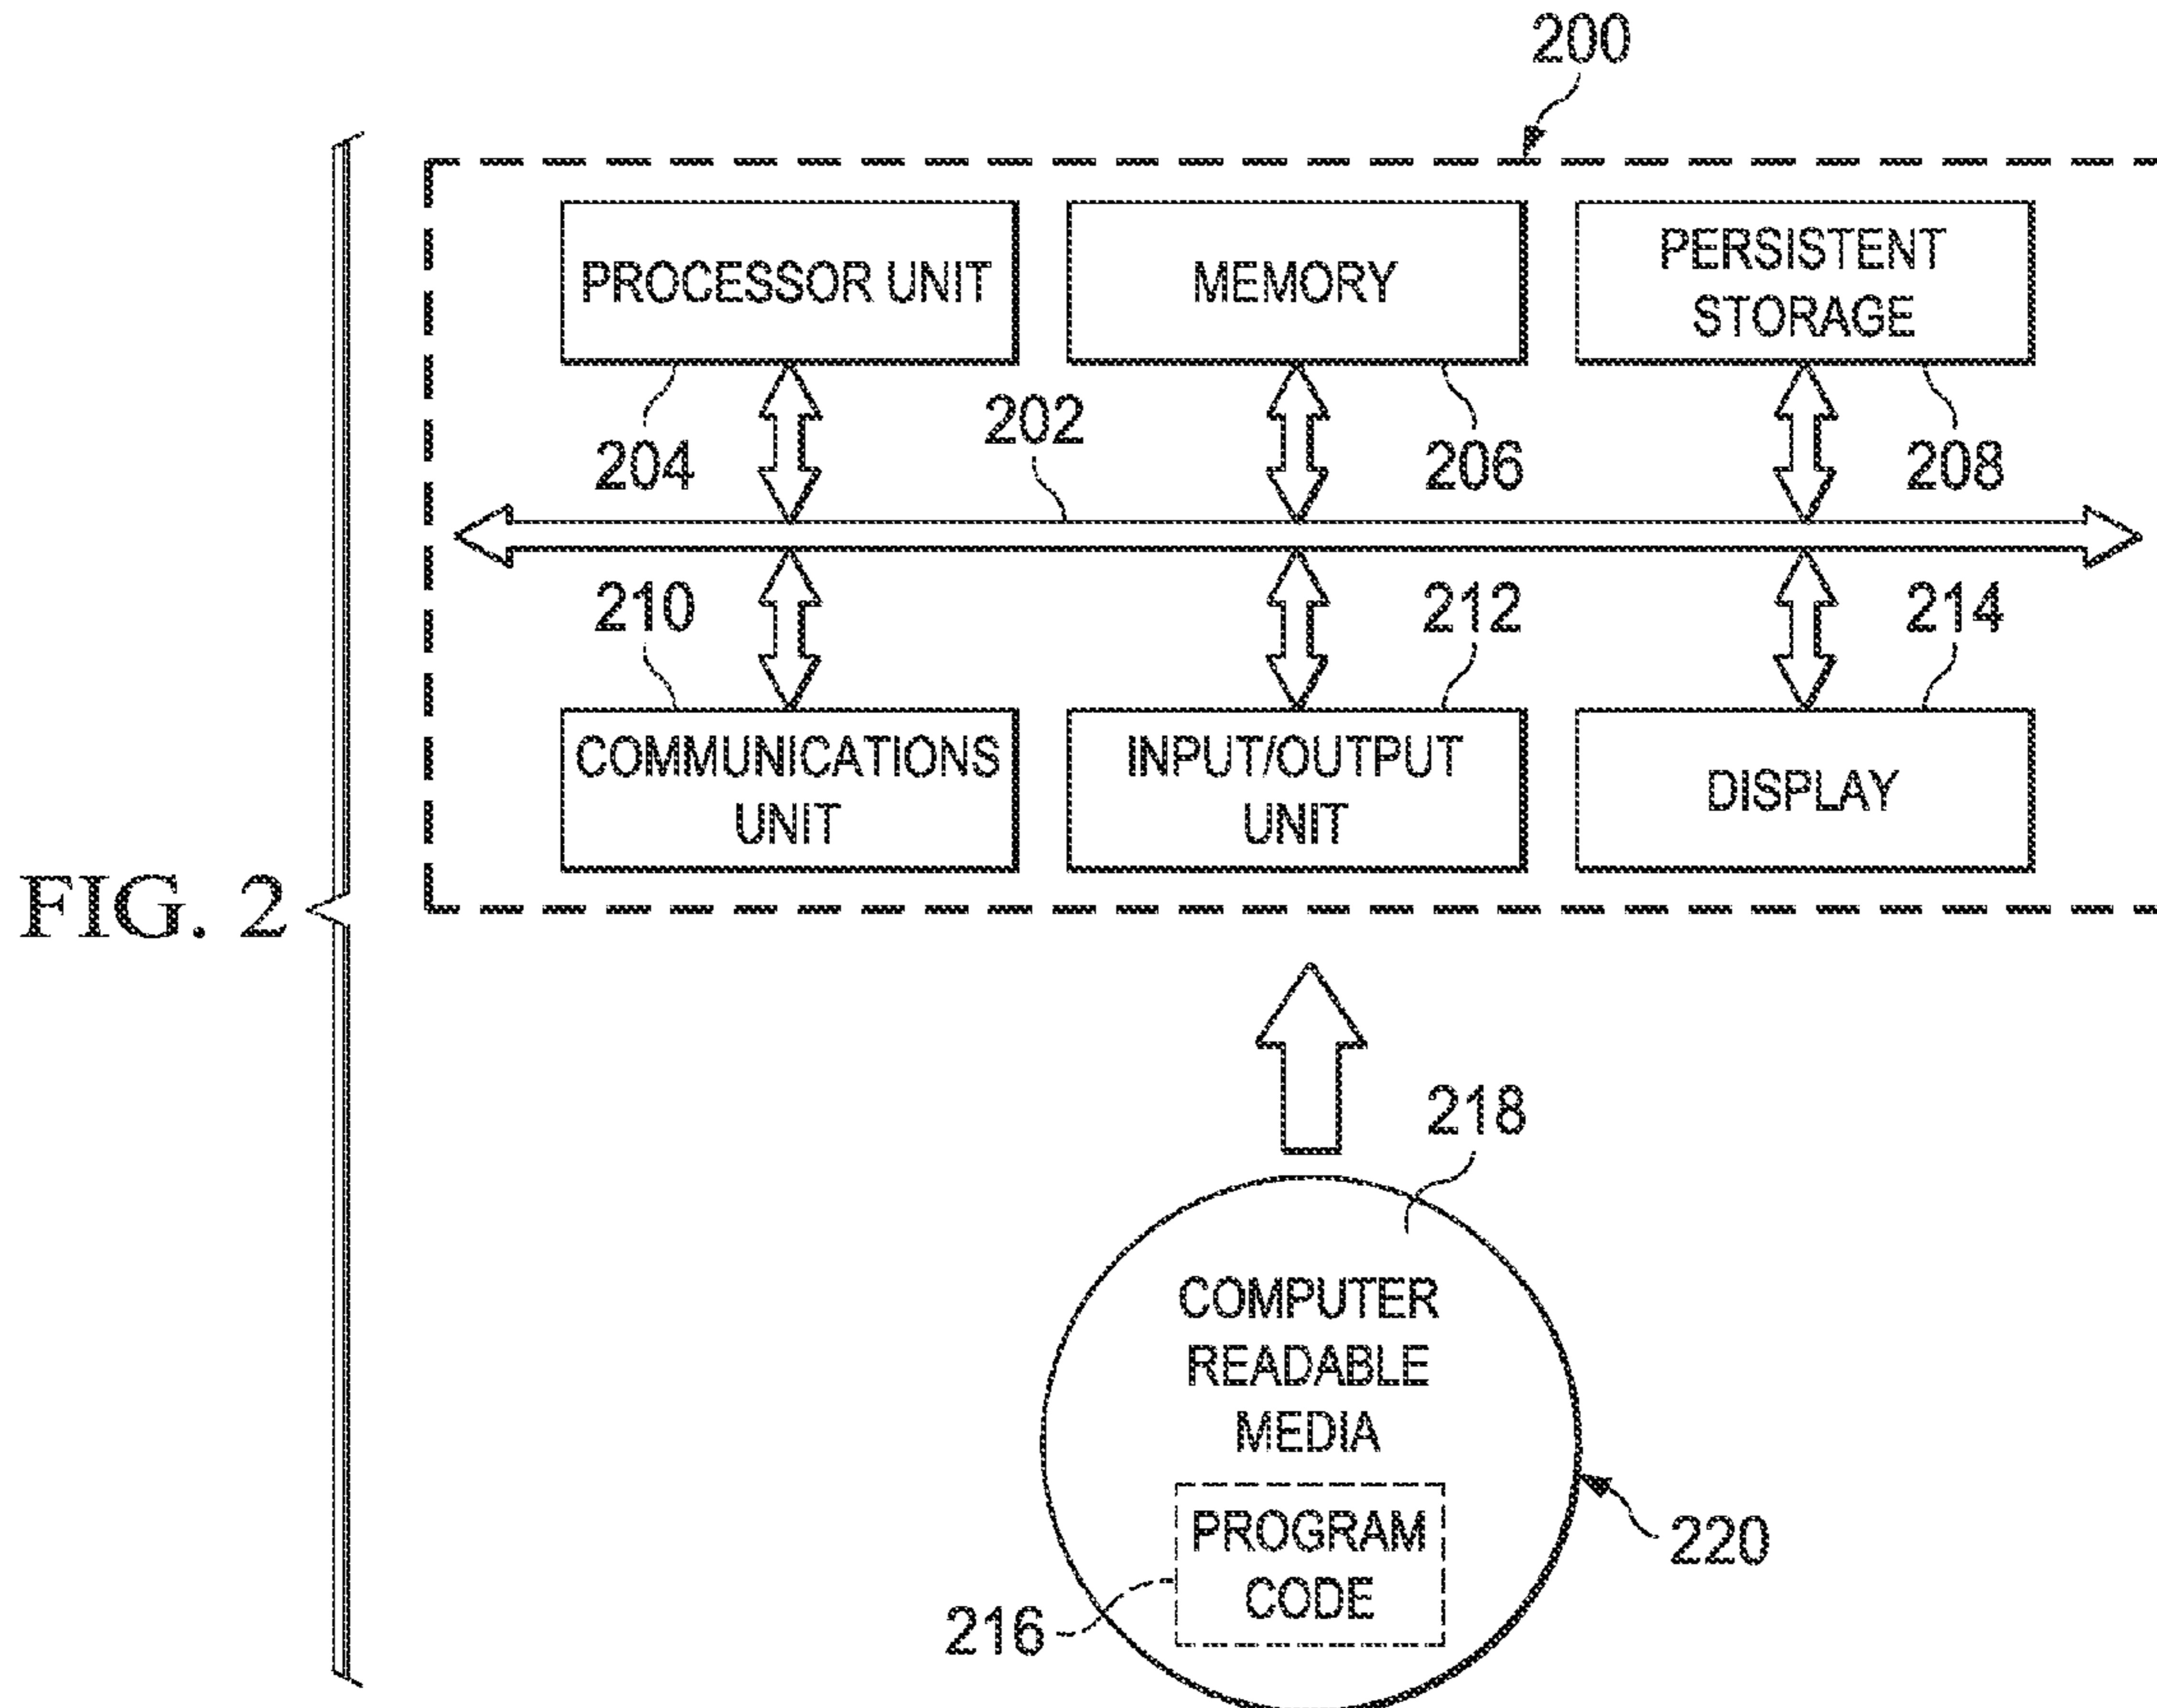 200
PROCESSOR UNIT
MEMORY
PERSISTENT
STORAGE
204
202
206
208
210
212
214
COMMUNICATIONS
UNIT
INPUT/OUTPUT
UNIT
DISPLAY
FIG. 2
218
COMPUTER
READABLE
MEDIA
PROGRAM
CODE
216
220